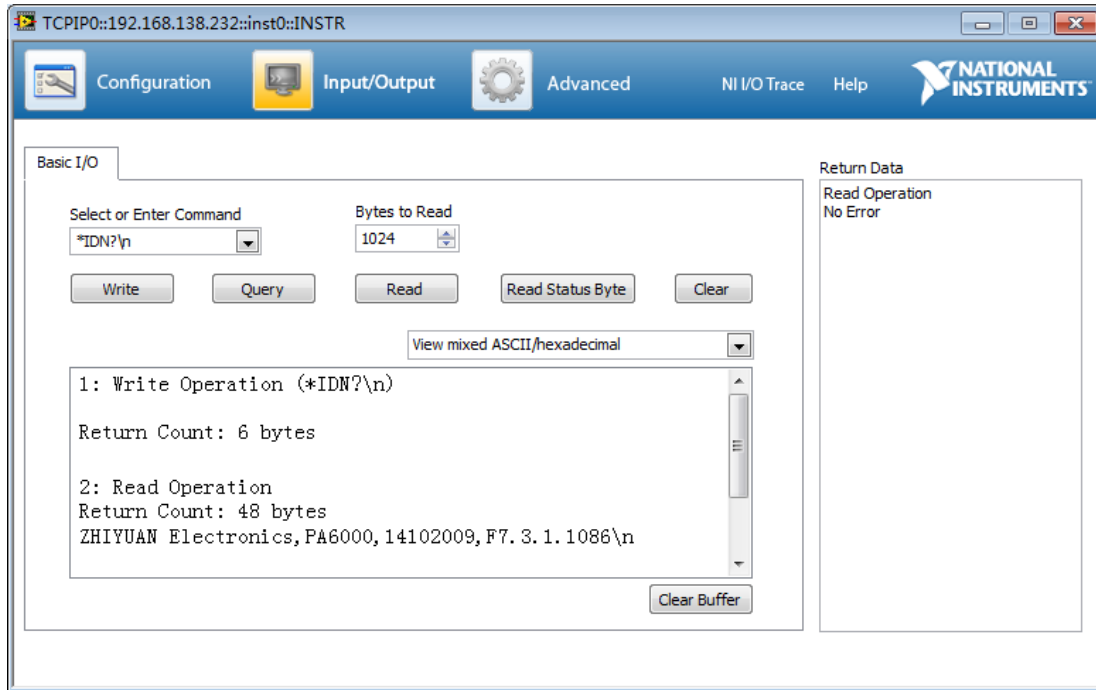 TCPIP0::192.168.138.232::inst0::INSTR
Configuration Input/Output Advanced NI I/O Trace Help NATIONAL INSTRUMENTS
Basic I/O
Select or Enter Command
*IDN?\n
Bytes to Read
1024
Write Query Read Read Status Byte Clear
View mixed ASCII/hexadecimal
1: Write Operation (*IDN?\n)
Return Count: 6 bytes
2: Read Operation
Return Count: 48 bytes
ZHIYUAN Electronics,PA6000,14102009,F7.3.1.1086\n
Clear Buffer
Return Data
Read Operation
No Error